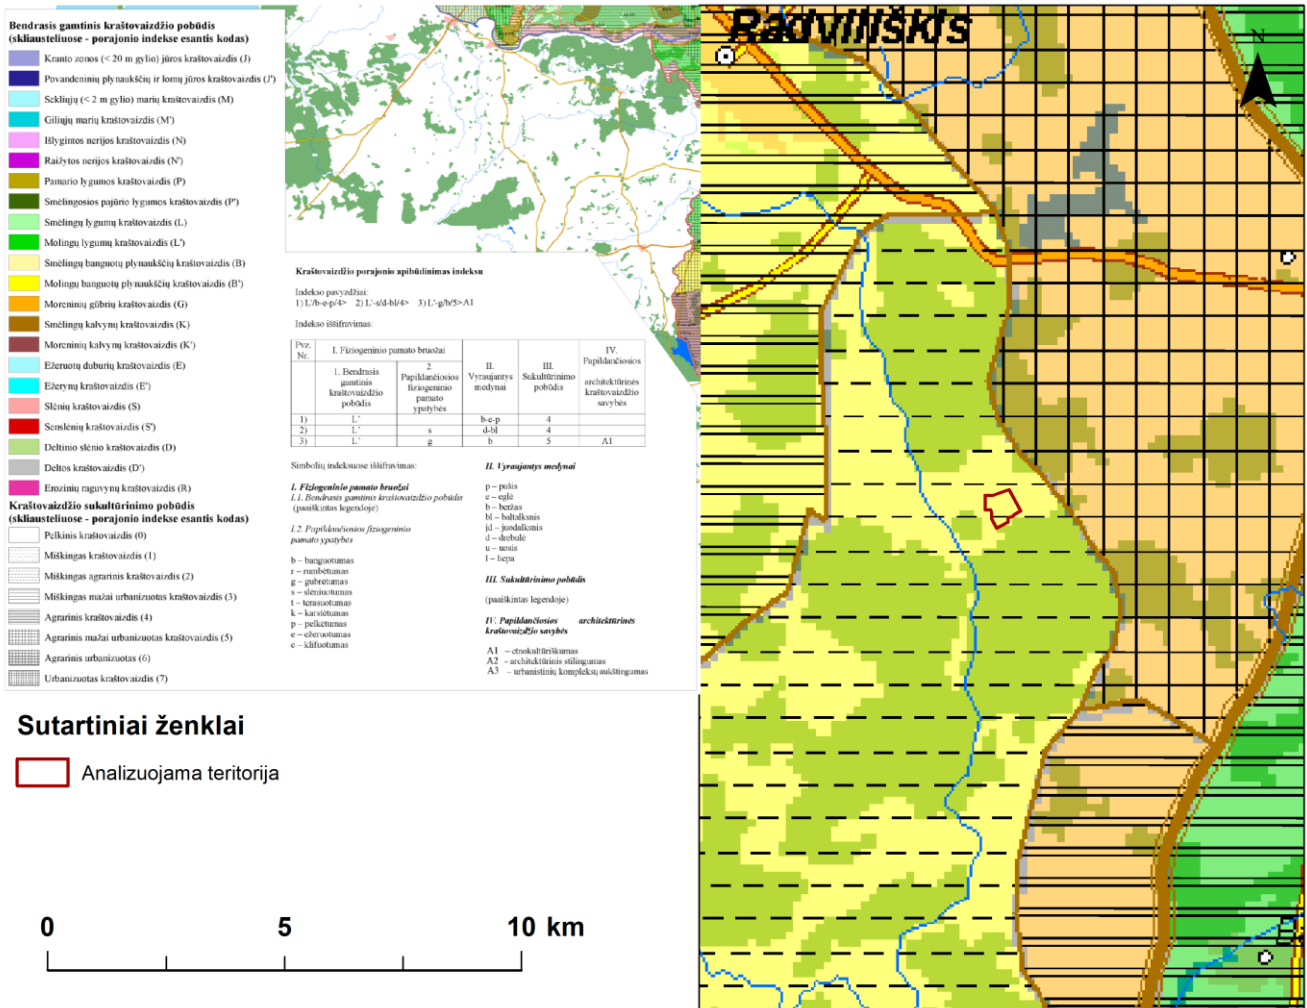 Bendrasis gamtinis kraštovaizdžio pobūdis
(skliausteliuose - porajonio indekse esantis kodas)
Kranto zonos (< 20 m gylio) jūros kraštovaizdis (J)
Povandeninių plynaukščių ir lomų jūros kraštovaizdis (J')
Sekliųjų (< 2 m gylio) marių kraštovaizdis (M)
Giliųjų marių kraštovaizdis (M')
Išlygintos nerijos kraštovaizdis (N)
Raižytos nerijos kraštovaizdis (N')
Pamario lygumos kraštovaizdis (P)
Smėlingosios pajūrio lygumos kraštovaizdis (P')
Smėlingų lygumų kraštovaizdis (L)
Molingų lygumų kraštovaizdis (L')
Smėlingų banguotų plynaukščių kraštovaizdis (B)
Molingų banguotų plynaukščių kraštovaizdis (B')
Moreninių gūbrių kraštovaizdis (G)
Smėlingų kalvynų kraštovaizdis (K)
Moreninių kalvynų kraštovaizdis (K')
Ežeruotų duburių kraštovaizdis (E)
Ežerynų kraštovaizdis (E')
Slėnių kraštovaizdis (S)
Senslėnių kraštovaizdis (S')
Deltinio slėnio kraštovaizdis (D)
Deltos kraštovaizdis (D')
Erozinių raguvynų kraštovaizdis (R)
Kraštovaizdžio sukultūrinimo pobūdis
(skliausteliuose - porajonio indekse esantis kodas)
Pelkinis kraštovaizdis (0)
Miškingas kraštovaizdis (1)
Miškingas agrarinis kraštovaizdis (2)
Miškingas mažai urbanizuotas kraštovaizdis (3)
Agrarinis kraštovaizdis (4)
Agrarinis mažai urbanizuotas kraštovaizdis (5)
Agrarinis urbanizuotas (6)
Urbanizuotas kraštovaizdis (7)
Kraštovaizdžio porajonio apibūdinimas indeksu
Indekso pavyzdžiai:
1) L'/b-e-p/4> 2) L'-s/d-bl/4> 3) L'-g/b/5>A1
Indekso iššifravimas:
Pvz. Nr. I. Fiziogeninio pamato bruožai II. Vyraujantys medynai III. Sukultūrinimo pobūdis IV. Papildančiosios architektūrinės kraštovaizdžio savybės
1. Bendrasis gamtinis kraštovaizdžio pobūdis 2. Papildančiosios fiziogeninio pamato ypatybės
1) L' b-e-p 4
2) L' s d-bl 4
3) L' g b 5 A1
Simbolių indeksuose iššifravimas:
I. Fiziogeninio pamato bruožai
I.1. Bendrasis gamtinis kraštovaizdžio pobūdis
(paaiškintas legendoje)
I.2. Papildančiosios fiziogeninio
pamato ypatybės
b – banguotumas
r – rumbėtumas
g – gubrėtumas
s – slėniuotumas
t – terasuotumas
k – karstėtumas
p – pelkėtumas
e – ežeruotumas
c – klifuotumas
II. Vyraujantys medynai
p – pušis
e – eglė
b – beržas
bl – baltalksnis
jd – juodalksnis
d – drebulė
u – uosis
l – liepa
III. Sukultūrinimo pobūdis
(paaiškintas legendoje)
IV. Papildančiosios architektūrinės
kraštovaizdžio savybės
A1 – etnokultūriškumas
A2 – architektūrinis stilingumas
A3 – urbanistinių kompleksų aukštingumas
Radviliškis
N
Sutartiniai ženklai
Analizuojama teritorija
0 5 10 km